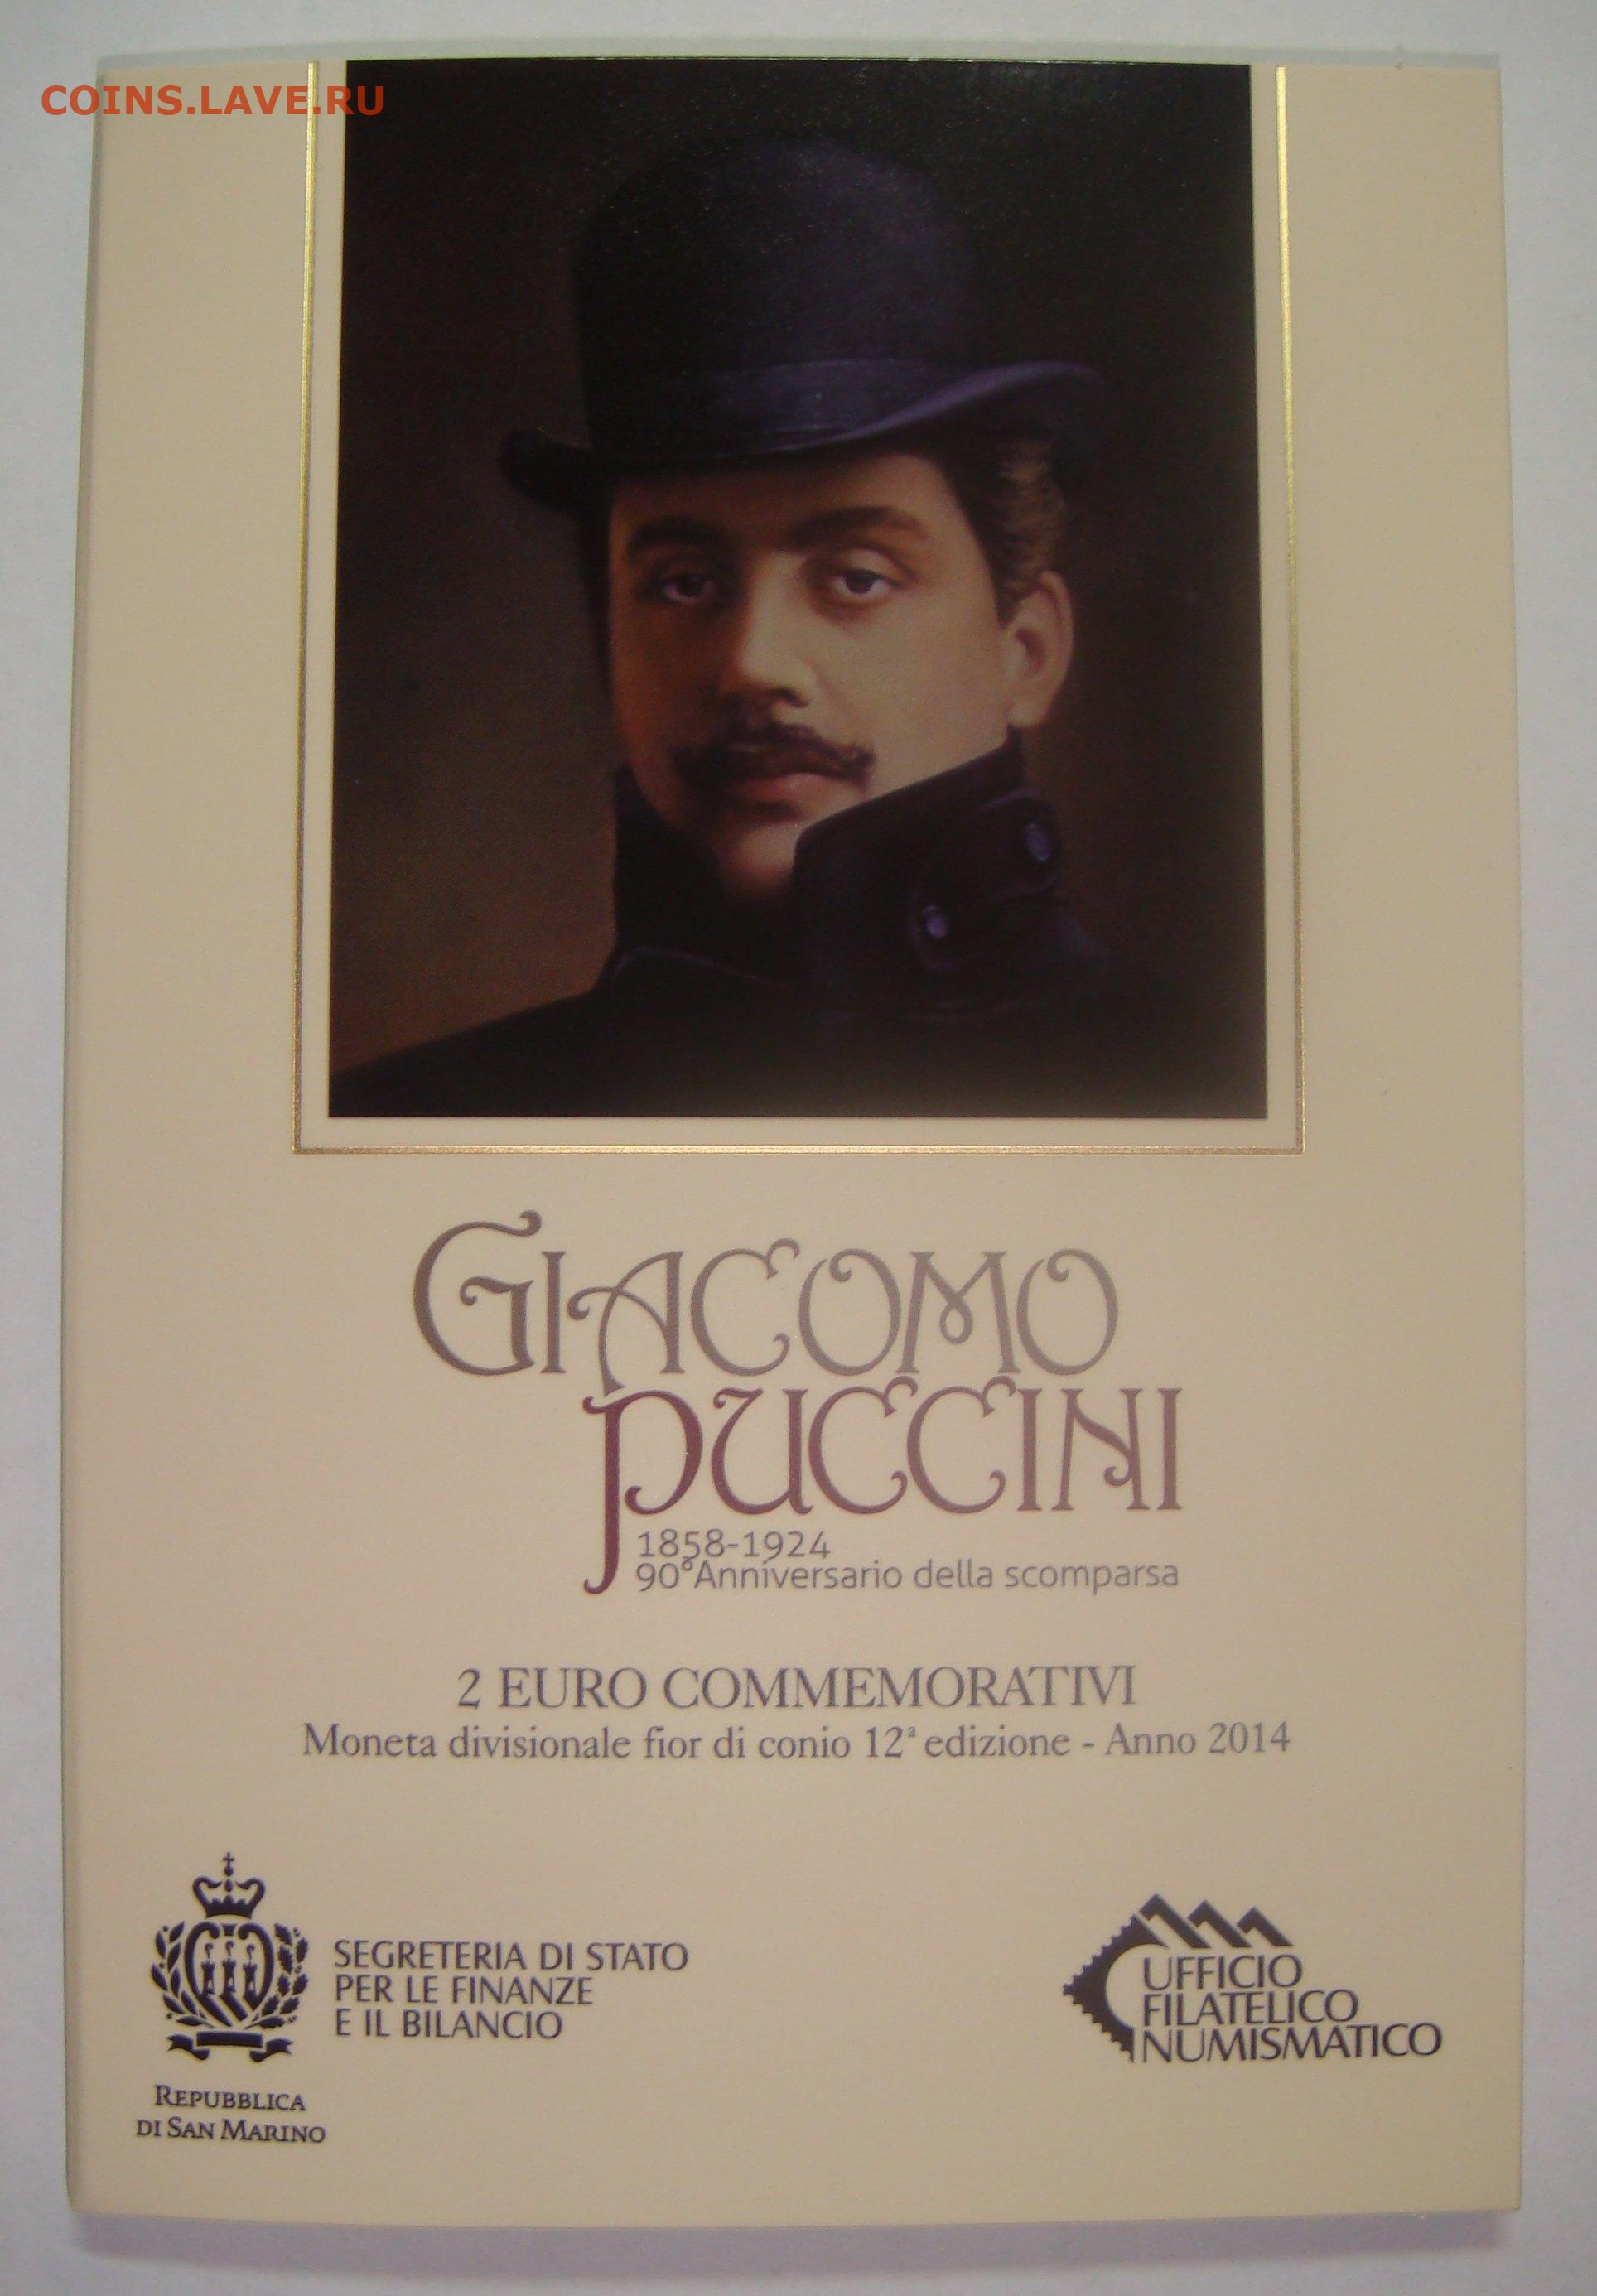 COINS.LAVE.RU
GIACOMO
PUCCINI
1858-1924
90°Anniversario della scomparsa
2 EURO COMMEMORATIVI
Moneta divisionale fior di conio 12ª edizione - Anno 2014
SEGRETERIA DI STATO
PER LE FINANZE
E IL BILANCIO
REPUBBLICA
DI SAN MARINO
UFFICIO
FILATELICO
NUMISMATICO